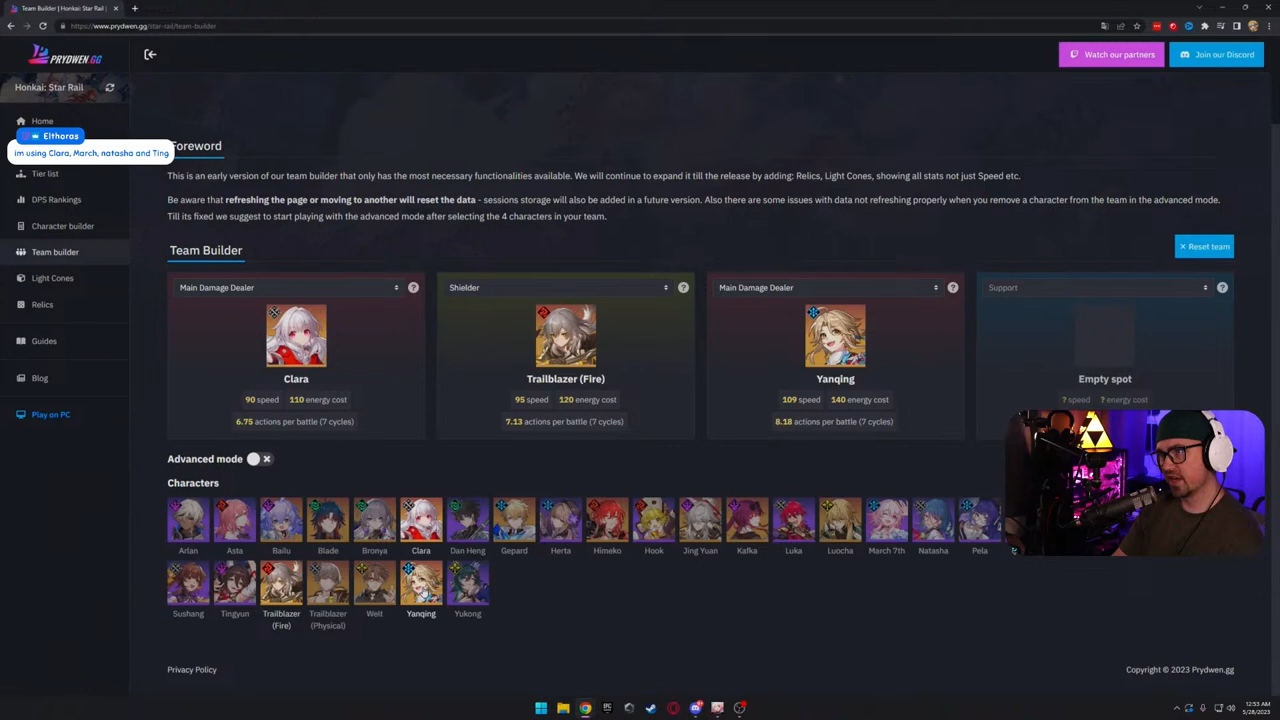 Team Builder | Honkai: Star Rail |
https://www.prydwen.gg/star-rail/team-builder
PRYDWEN.GG
Watch our partners
Join our Discord
Honkai: Star Rail
Home
Elthoras
im using Clara, March, natasha and Ting
Tier list
DPS Rankings
Character builder
Team builder
Light Cones
Relics
Guides
Blog
Play on PC
Foreword
This is an early version of our team builder that only has the most necessary functionalities available. We will continue to expand it till the release by adding: Relics, Light Cones, showing all stats not just Speed etc.
Be aware that refreshing the page or moving to another will reset the data - sessions storage will also be added in a future version. Also there are some issues with data not refreshing properly when you remove a character from the team in the advanced mode.
Till its fixed we suggest to start playing with the advanced mode after selecting the 4 characters in your team.
Team Builder
× Reset team
Main Damage Dealer
?
Shielder
?
Main Damage Dealer
?
Support
?
Clara
Trailblazer (Fire)
Yanqing
Empty spot
90 speed 110 energy cost
95 speed 120 energy cost
109 speed 140 energy cost
? speed ? energy cost
6.75 actions per battle (7 cycles)
7.13 actions per battle (7 cycles)
8.18 actions per battle (7 cycles)
Advanced mode
Characters
Arlan Asta Bailu Blade Bronya Clara Dan Heng Gepard Herta Himeko Hook Jing Yuan Kafka Luka Luocha March 7th Natasha Pela
Sushang Tingyun Trailblazer (Fire) Trailblazer (Physical) Welt Yanqing Yukong
Privacy Policy
Copyright © 2023 Prydwen.gg
12:53 AM
5/28/2023